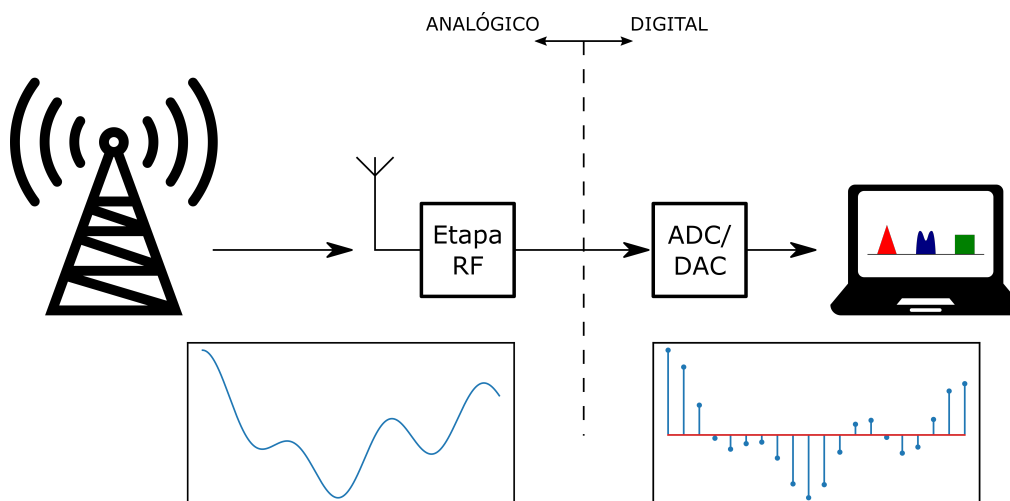 ANALÓGICO
DIGITAL
Etapa
RF
ADC/
DAC